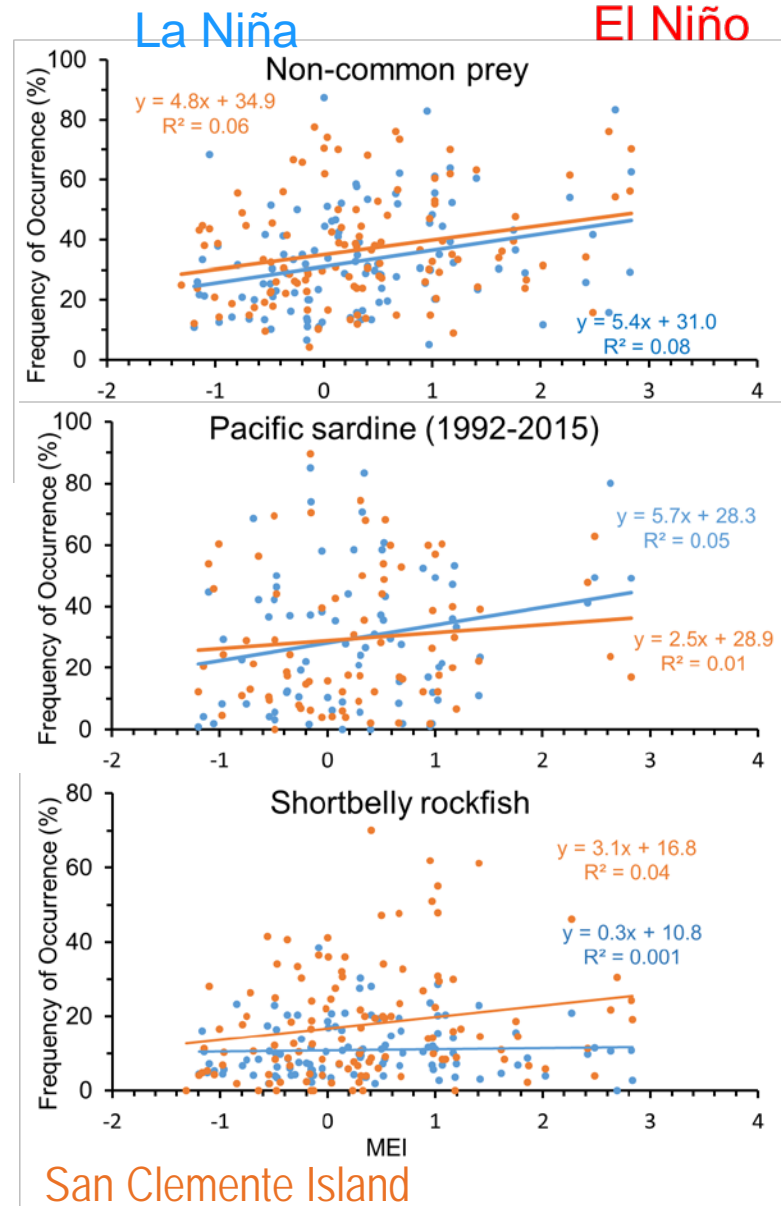 La Niña
El Niño
Non-common prey
Frequency of Occurrence (%)
100
80
60
40
20
0
y = 4.8x + 34.9
R² = 0.06
y = 5.4x + 31.0
R² = 0.08
-2
-1
0
1
2
3
4
Pacific sardine (1992-2015)
Frequency of Occurrence (%)
100
80
60
40
20
0
y = 5.7x + 28.3
R² = 0.05
y = 2.5x + 28.9
R² = 0.01
-2
-1
0
1
2
3
4
Shortbelly rockfish
Frequency of Occurrence (%)
80
60
40
20
0
y = 3.1x + 16.8
R² = 0.04
y = 0.3x + 10.8
R² = 0.001
-2
-1
0
1
2
3
4
MEI
San Clemente Island